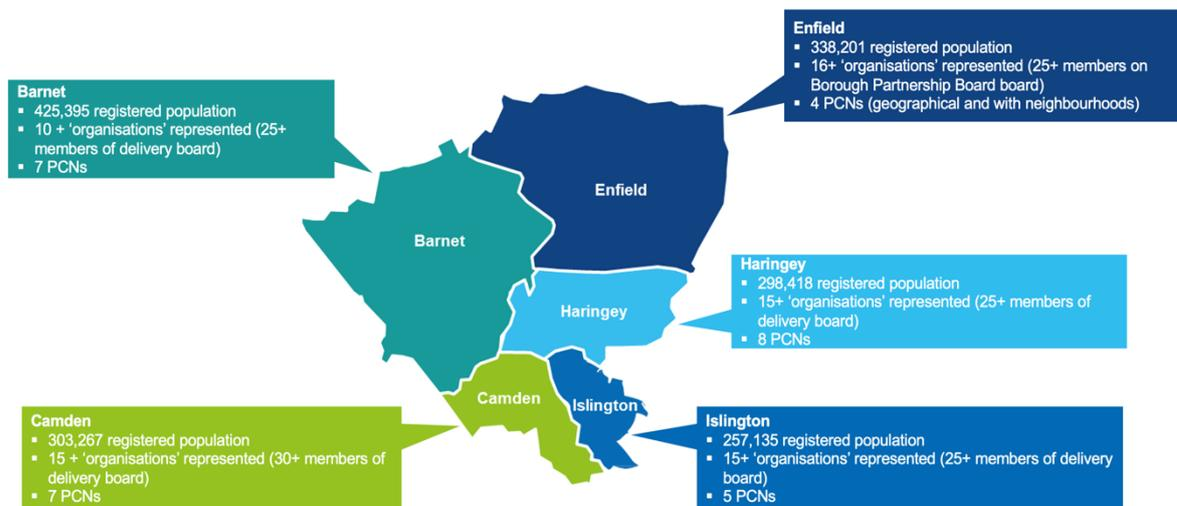 Enfield
▪ 338,201 registered population
▪ 16+ ‘organisations’ represented (25+ members on
Borough Partnership Board board)
▪ 4 PCNs (geographical and with neighbourhoods)
Barnet
▪ 425,395 registered population
▪ 10 + ‘organisations’ represented (25+
members of delivery board)
▪ 7 PCNs
Enfield
Barnet
Haringey
▪ 298,418 registered population
▪ 15+ ‘organisations’ represented (25+ members of
delivery board)
▪ 8 PCNs
Haringey
Camden
Islington
Camden
▪ 303,267 registered population
▪ 15 + ‘organisations’ represented (30+ members of
delivery board)
▪ 7 PCNs
Islington
▪ 257,135 registered population
▪ 15+ ‘organisations’ represented (25+ members of delivery
board)
▪ 5 PCNs